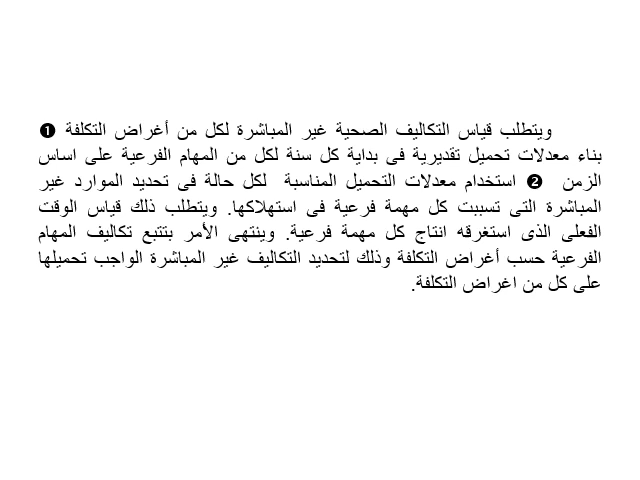 ويتطلب قياس التكاليف الصحية غير المباشرة لكل من أغراض التكلفة ❶
بناء معدلات تحميل تقديرية فى بداية كل سنة لكل من المهام الفرعية على اساس
الزمن ❷ استخدام معدلات التحميل المناسبة لكل حالة فى تحديد الموارد غير
المباشرة التى تسببت كل مهمة فرعية فى استهلاكها. ويتطلب ذلك قياس الوقت
الفعلى الذى استغرقه انتاج كل مهمة فرعية. وينتهى الأمر بتتبع تكاليف المهام
الفرعية حسب أغراض التكلفة وذلك لتحديد التكاليف غير المباشرة الواجب تحميلها
على كل من اغراض التكلفة.